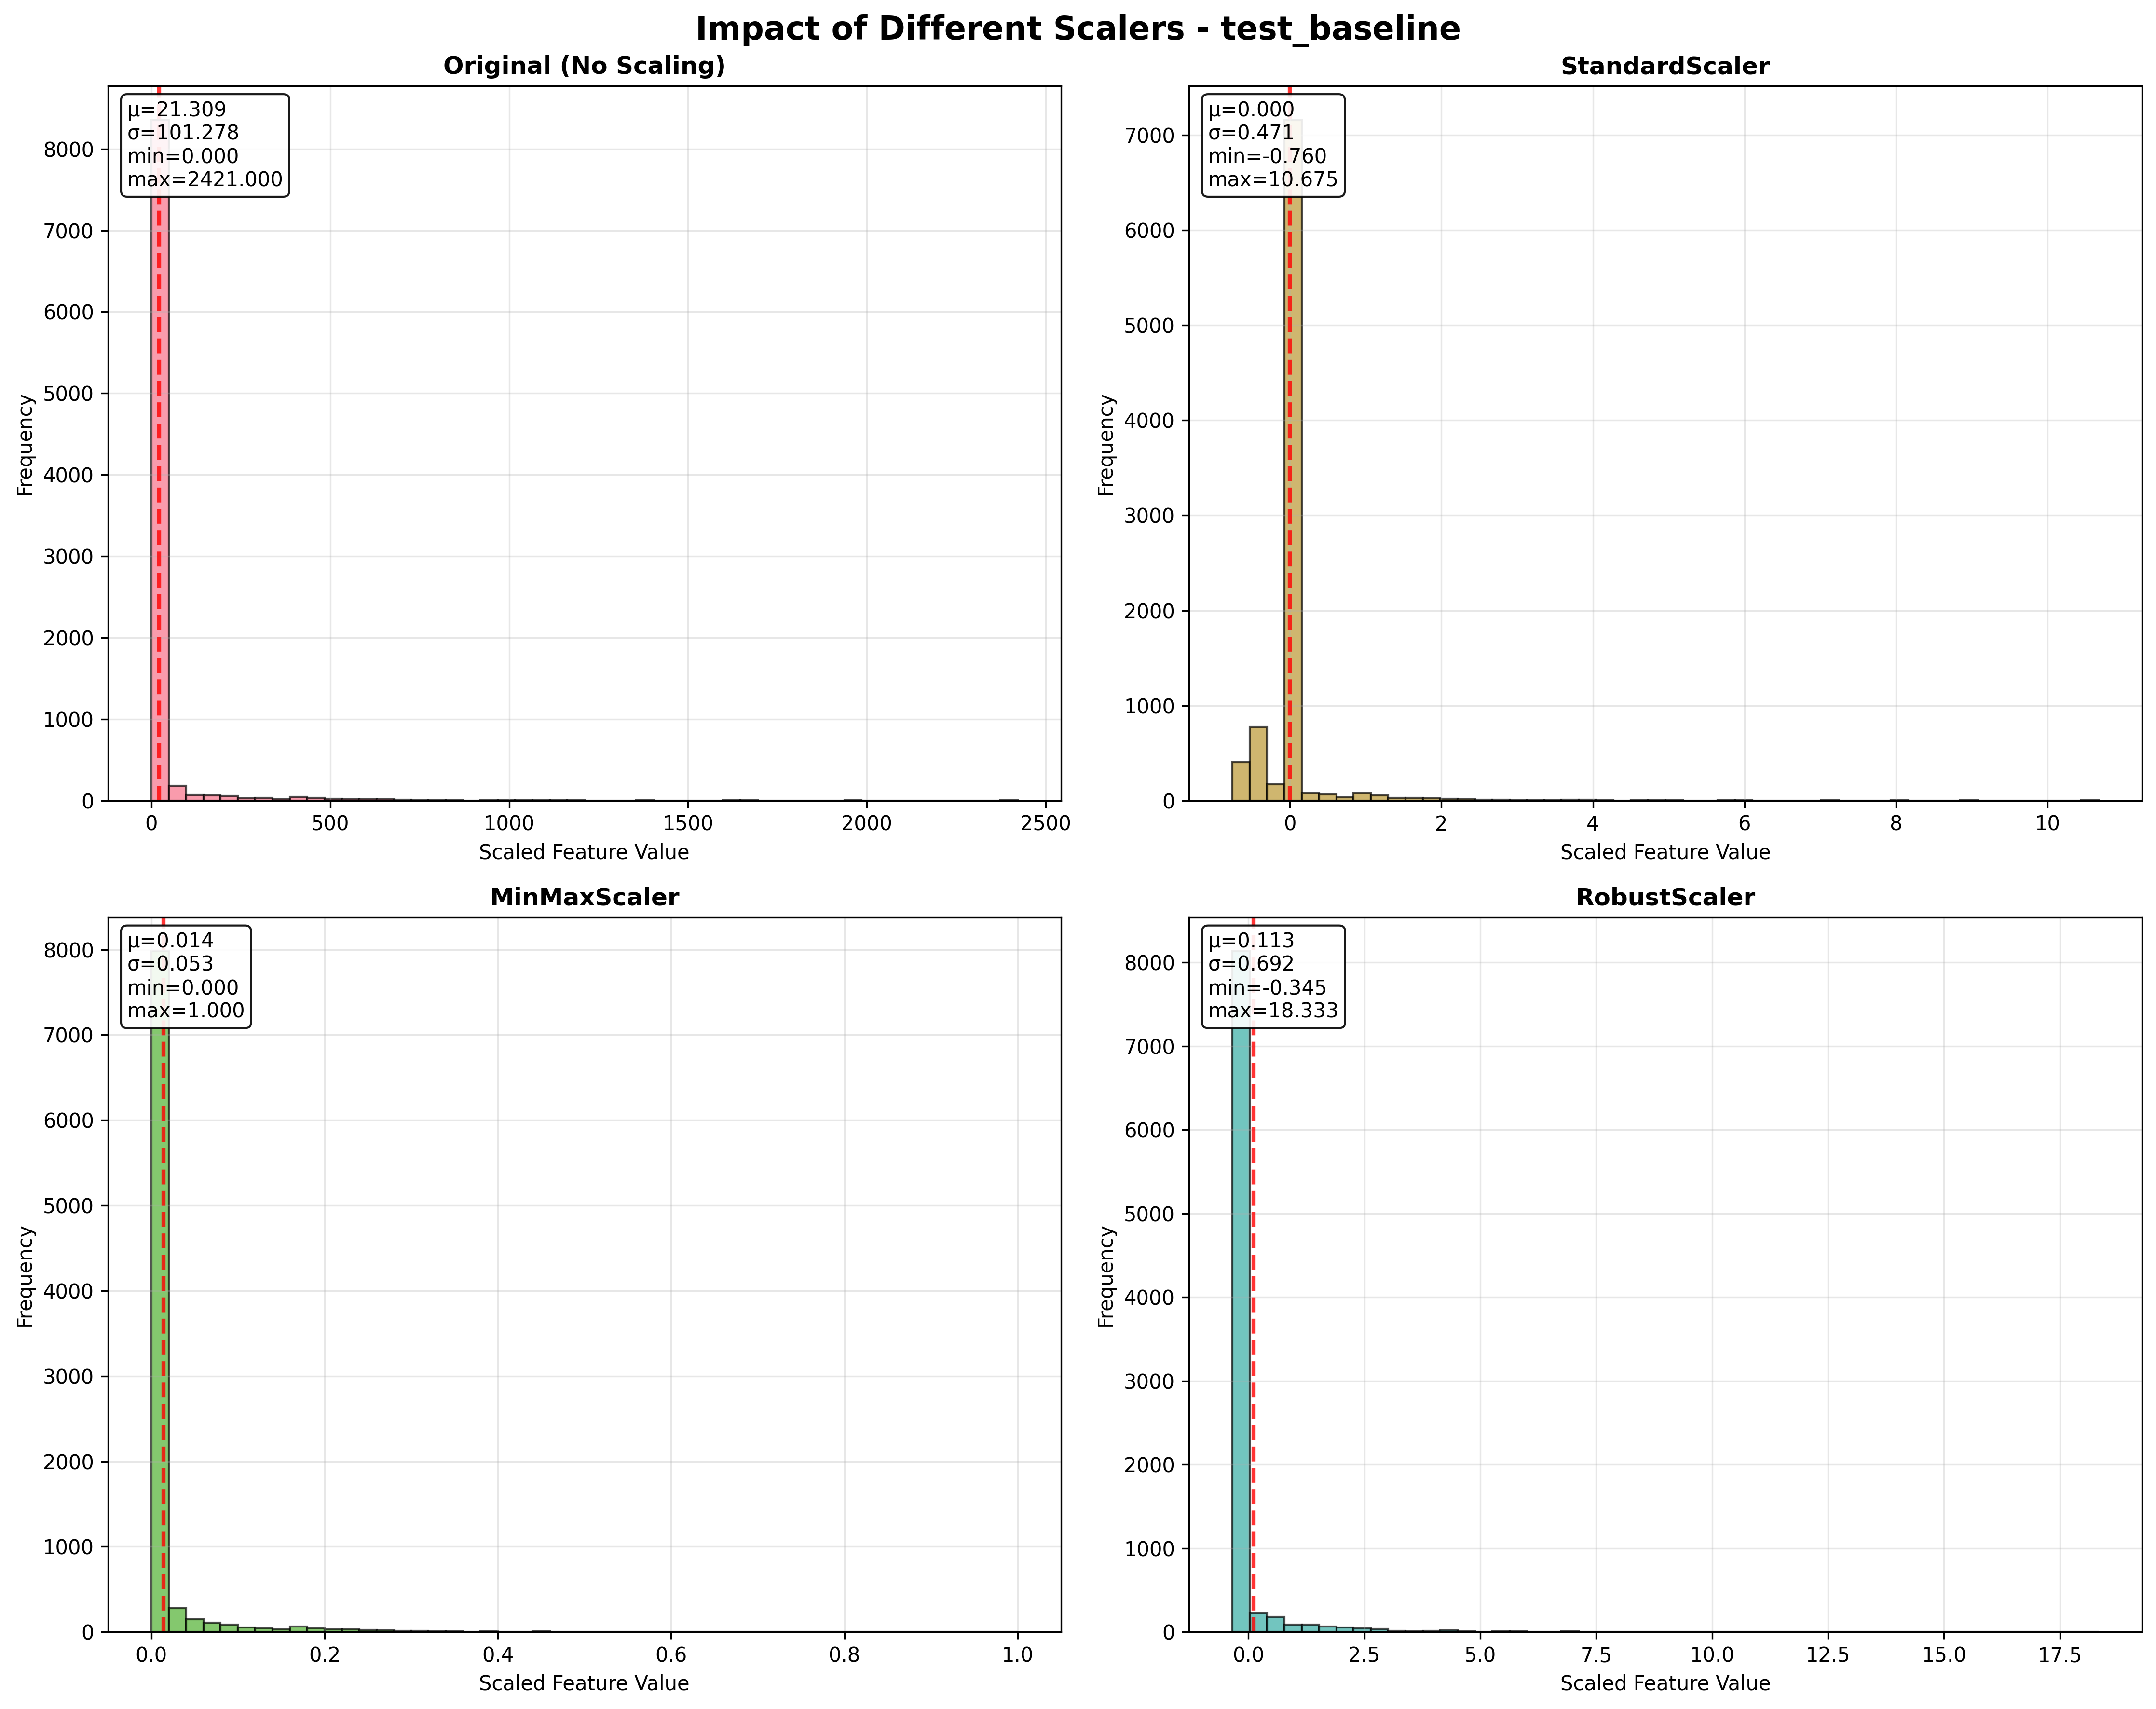 Impact of Different Scalers - test_baseline
Original (No Scaling)
μ=21.309
σ=101.278
min=0.000
max=2421.000
Frequency
8000
7000
6000
5000
4000
3000
2000
1000
0
0 500 1000 1500 2000 2500
Scaled Feature Value
StandardScaler
μ=0.000
σ=0.471
min=-0.760
max=10.675
Frequency
7000
6000
5000
4000
3000
2000
1000
0
0 2 4 6 8 10
Scaled Feature Value
MinMaxScaler
μ=0.014
σ=0.053
min=0.000
max=1.000
Frequency
8000
7000
6000
5000
4000
3000
2000
1000
0
0.0 0.2 0.4 0.6 0.8 1.0
Scaled Feature Value
RobustScaler
μ=0.113
σ=0.692
min=-0.345
max=18.333
Frequency
8000
7000
6000
5000
4000
3000
2000
1000
0
0.0 2.5 5.0 7.5 10.0 12.5 15.0 17.5
Scaled Feature Value